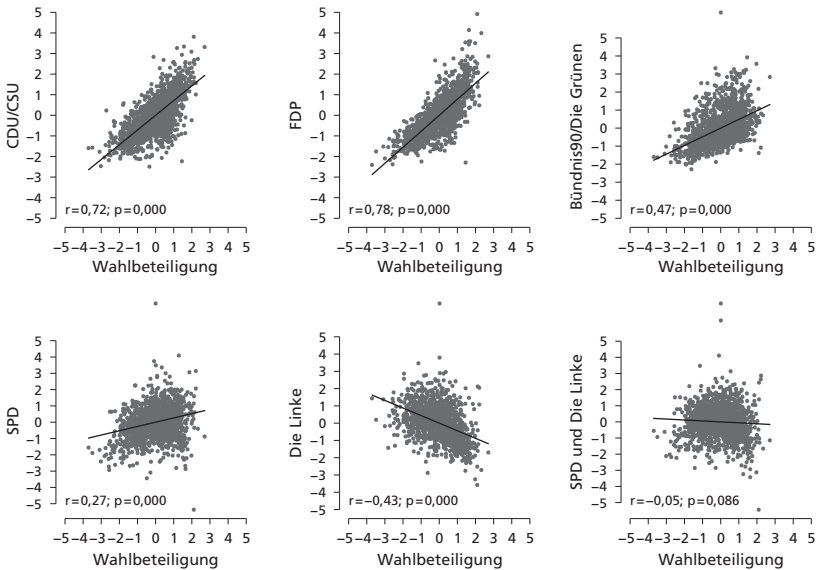 5
4
3
2
1
0
−1
−2
−3
−4
−5
CDU/CSU
r=0,72; p=0,000
−5−4−3−2−1 0 1 2 3 4 5
Wahlbeteiligung
5
4
3
2
1
0
−1
−2
−3
−4
−5
FDP
r=0,78; p=0,000
−5−4−3−2−1 0 1 2 3 4 5
Wahlbeteiligung
5
4
3
2
1
0
−1
−2
−3
−4
−5
Bündnis90/Die Grünen
r=0,47; p=0,000
−5−4−3−2−1 0 1 2 3 4 5
Wahlbeteiligung
5
4
3
2
1
0
−1
−2
−3
−4
−5
SPD
r=0,27; p=0,000
−5−4−3−2−1 0 1 2 3 4 5
Wahlbeteiligung
5
4
3
2
1
0
−1
−2
−3
−4
−5
Die Linke
r=−0,43; p=0,000
−5−4−3−2−1 0 1 2 3 4 5
Wahlbeteiligung
5
4
3
2
1
0
−1
−2
−3
−4
−5
SPD und Die Linke
r=−0,05; p=0,086
−5−4−3−2−1 0 1 2 3 4 5
Wahlbeteiligung